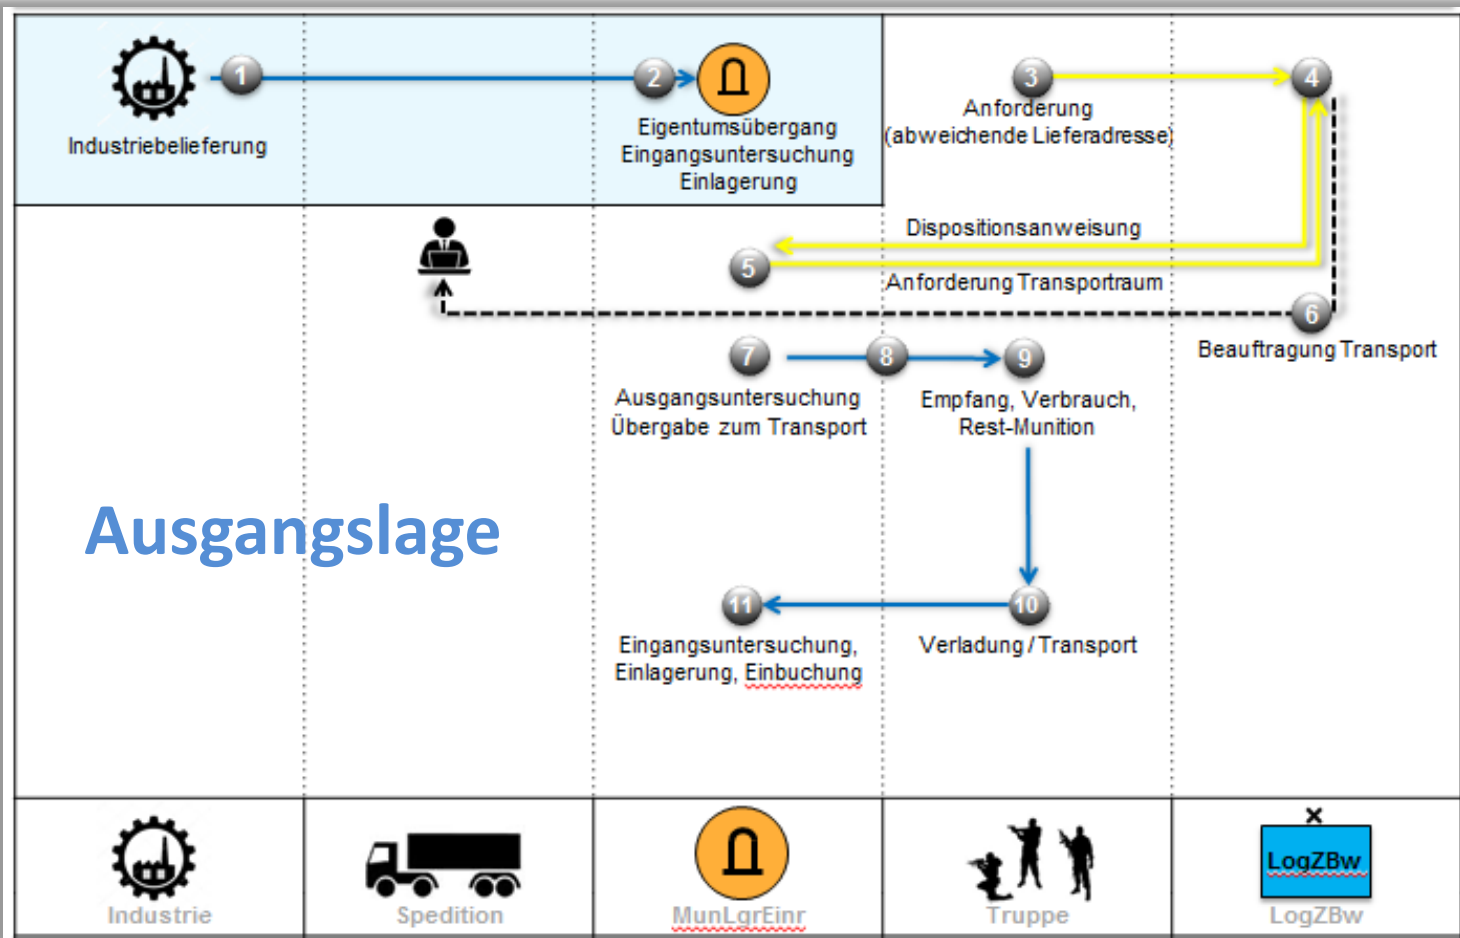 1
2
3
4
Industriebelieferung
Eigentumsübergang
Eingangsuntersuchung
Einlagerung
Anforderung
(abweichende Lieferadresse)
Dispositionsanweisung
5
Anforderung Transportraum
6
Beauftragung Transport
7
8
9
Ausgangsuntersuchung
Übergabe zum Transport
Empfang, Verbrauch,
Rest-Munition
Ausgangslage
11
10
Eingangsuntersuchung,
Einlagerung, Einbuchung
Verladung / Transport
Industrie
Spedition
MunLgrEinr
Truppe
LogZBw
LogZBw